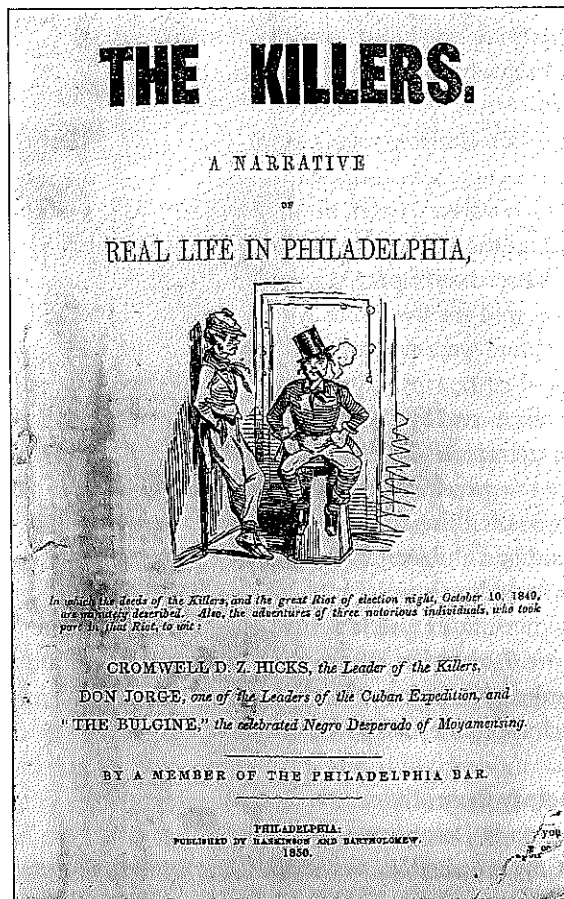 THE KILLERS.
A NARRATIVE
OF
REAL LIFE IN PHILADELPHIA,
In which the deeds of the Killers, and the great Riot of election night, October 10, 1849,
are minutely described. Also, the adventures of three notorious individuals, who took
part in that Riot, to wit:
CROMWELL D. Z. HICKS, the Leader of the Killers,
DON JORGE, one of the Leaders of the Cuban Expedition, and
"THE BULGINE," the celebrated Negro Desperado of Moyamensing.
BY A MEMBER OF THE PHILADELPHIA BAR.
PHILADELPHIA:
PUBLISHED BY HANKINSON AND BARTHOLOMEW.
1850.
you
or